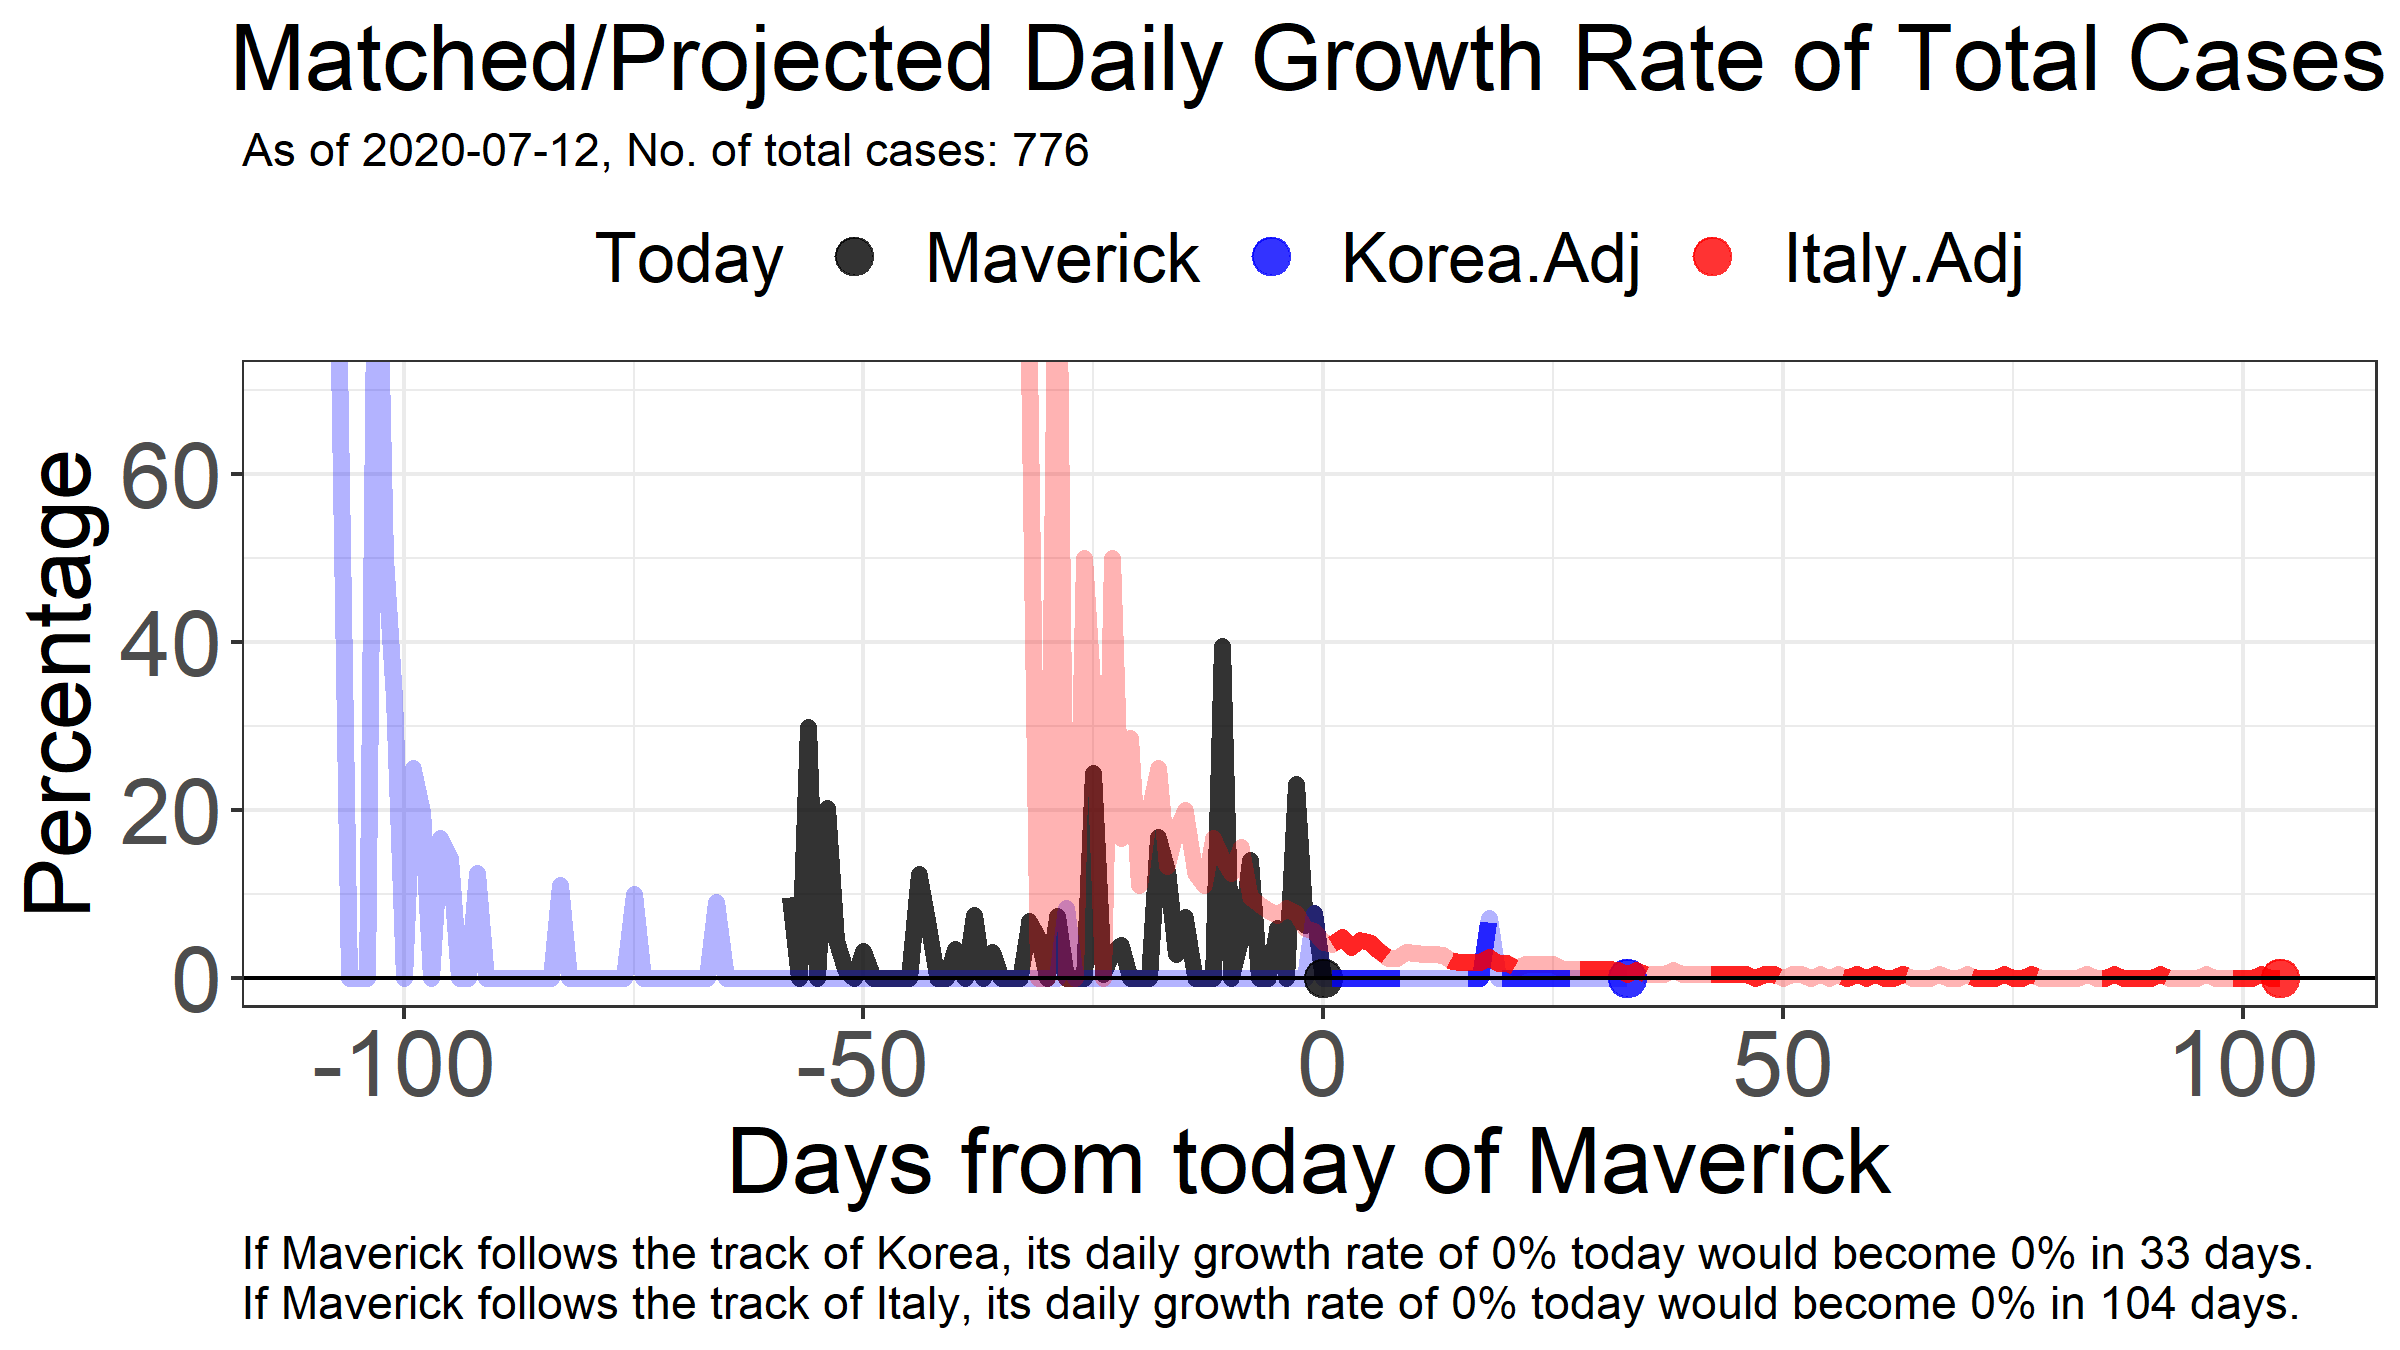 Matched/Projected Daily Growth Rate of Total Cases
As of 2020-07-12, No. of total cases: 776
Today Maverick Korea.Adj Italy.Adj
Percentage
60
40
20
0
-100 -50 0 50 100
Days from today of Maverick
If Maverick follows the track of Korea, its daily growth rate of 0% today would become 0% in 33 days.
If Maverick follows the track of Italy, its daily growth rate of 0% today would become 0% in 104 days.